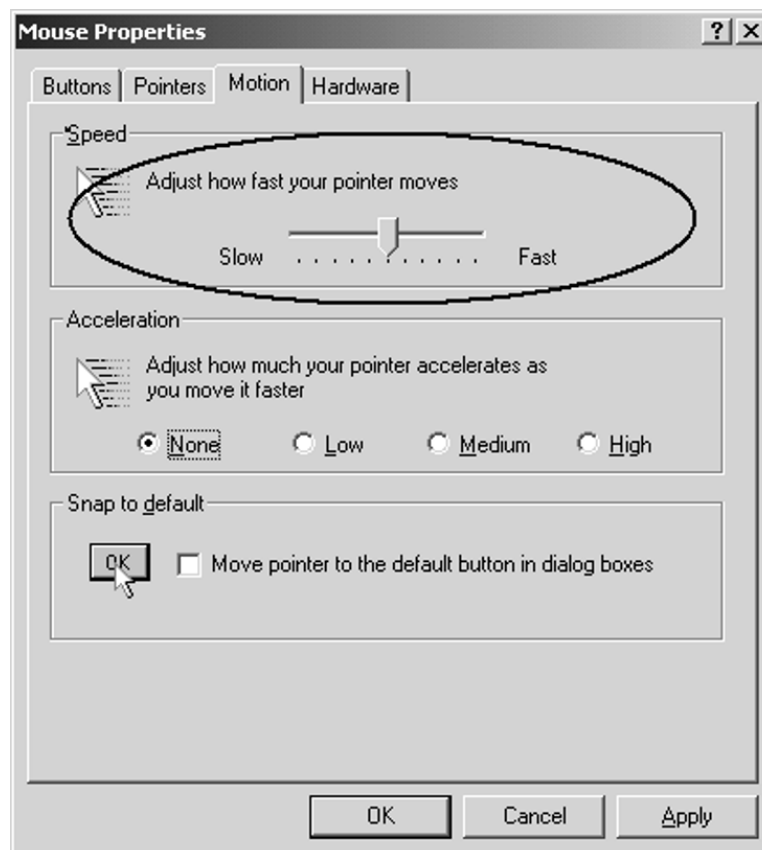 Mouse Properties
Buttons Pointers Motion Hardware
Speed
Adjust how fast your pointer moves
Slow Fast
Acceleration
Adjust how much your pointer accelerates as
you move it faster
None Low Medium High
Snap to default
OK Move pointer to the default button in dialog boxes
OK Cancel Apply